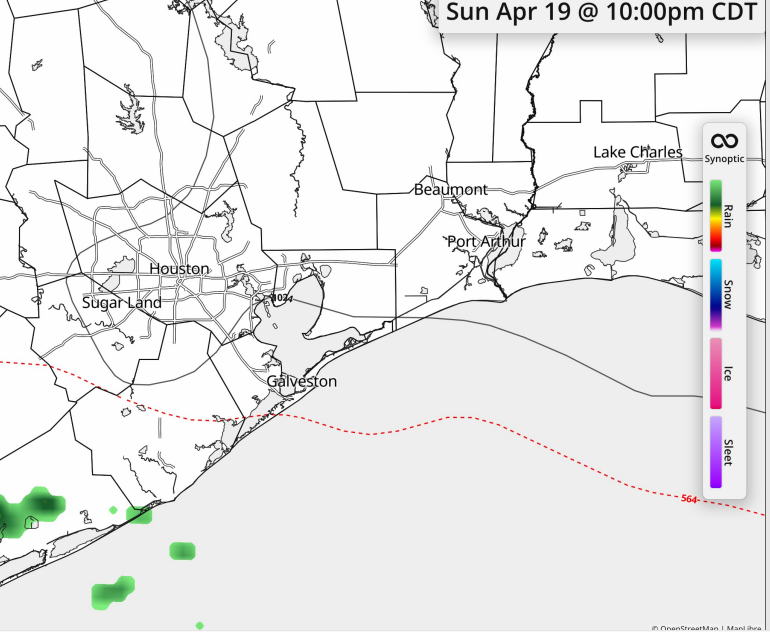 Sun Apr 19 @ 10:00pm CDT
∞
Synoptic
Rain
Snow
Ice
Sleet
Lake Charles
Beaumont
Port Arthur
Houston
1024
Sugar Land
Galveston
564
© OpenStreetMap | MapLibre